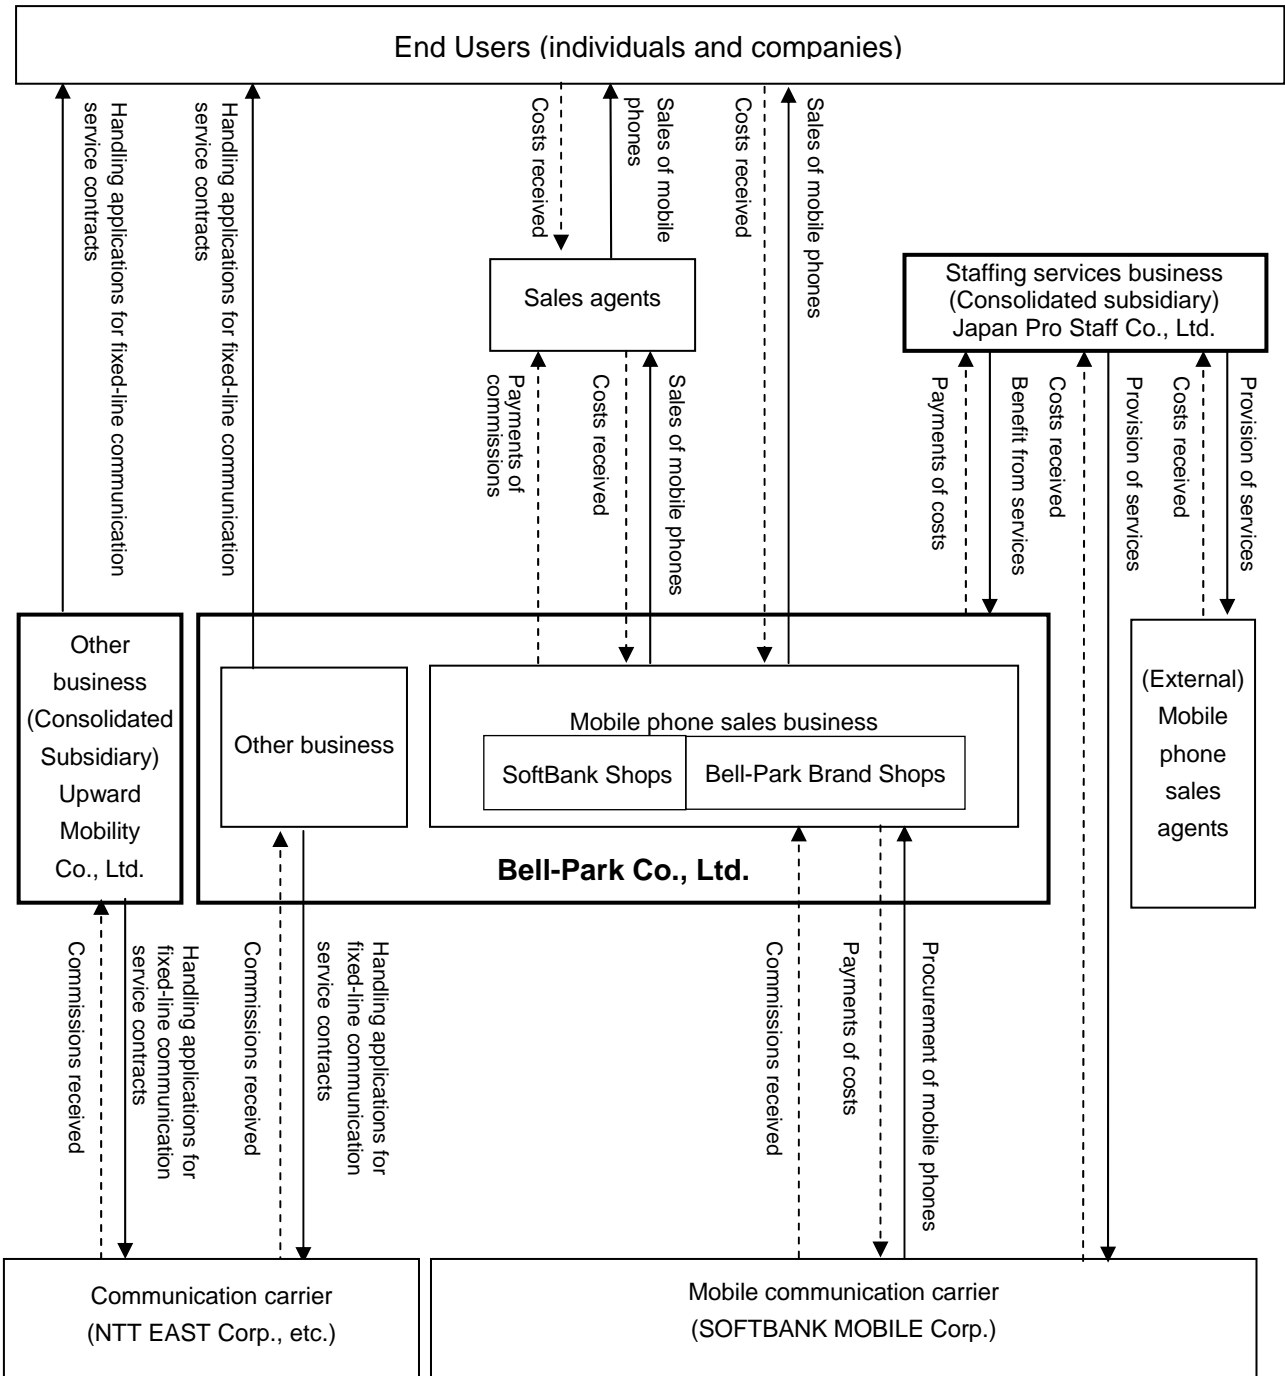 End Users (individuals and companies)
Handling applications for fixed-line communication
service contracts
Handling applications for fixed-line communication
service contracts
Costs received
Sales of mobile
phones
Costs received
Sales of mobile phones
Sales agents
Staffing services business
(Consolidated subsidiary)
Japan Pro Staff Co., Ltd.
Payments of
commissions
Costs received
Sales of mobile phones
Payments of costs
Benefit from services
Costs received
Provision of services
Costs received
Provision of services
Other
business
(Consolidated
Subsidiary)
Upward
Mobility
Co., Ltd.
Other business
Mobile phone sales business
SoftBank Shops
Bell-Park Brand Shops
Bell-Park Co., Ltd.
(External)
Mobile
phone
sales
agents
Commissions received
Handling applications for
fixed-line communication
service contracts
Commissions received
Handling applications for
fixed-line communication
service contracts
Commissions received
Payments of costs
Procurement of mobile phones
Communication carrier
(NTT EAST Corp., etc.)
Mobile communication carrier
(SOFTBANK MOBILE Corp.)